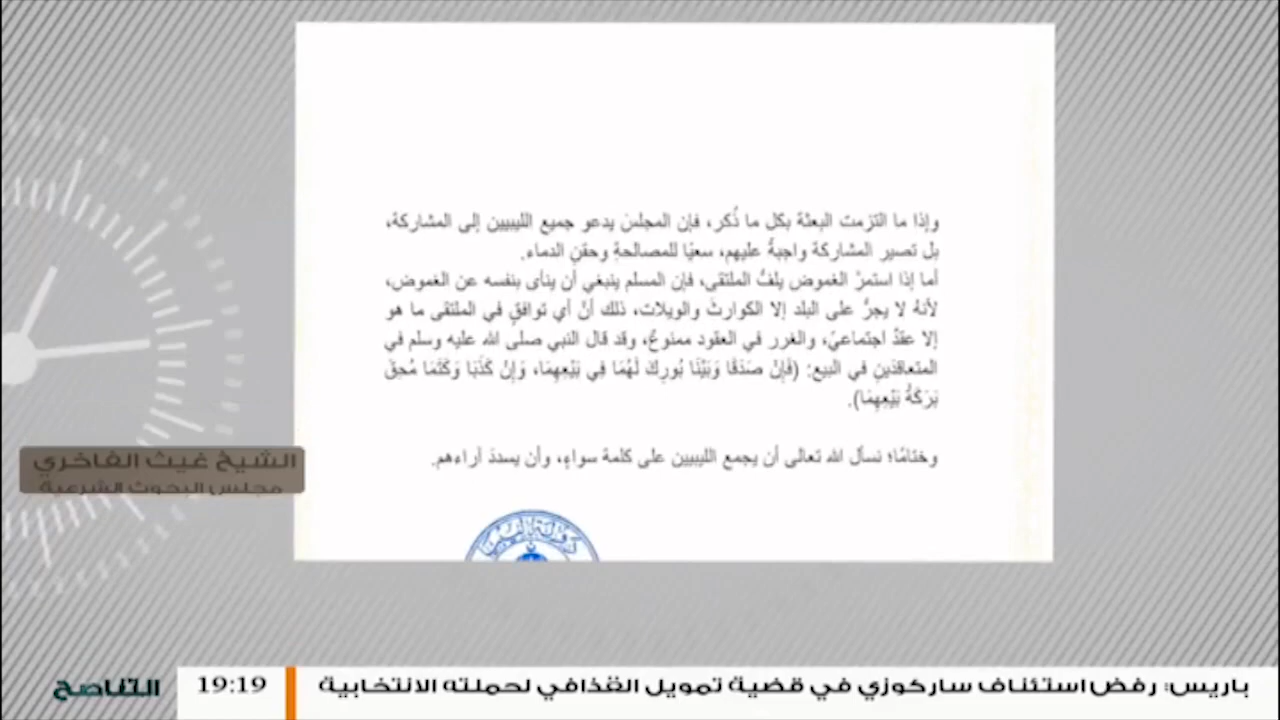 وإذا ما التزمت البعثة بكل ما ذُكر، فإن المجلس يدعو جميع الليبيين إلى المشاركة،
بل تصير المشاركة واجبةً عليهم، سعيًا للمصالحةِ وحقنِ الدماء.
أما إذا استمرَّ الغموض يلفُّ الملتقى، فإن المسلم ينبغي أن ينأى بنفسه عن الغموض،
لأنهُ لا يجرُّ على البلد إلا الكوارثَ والويلات، ذلك أنَّ أي توافقٍ في الملتقى ما هو
إلا عقدٌ اجتماعيٌ، والغرر في العقود ممنوعٌ، وقد قال النبي صلى الله عليه وسلم في
المتعاقدَينِ في البيع: (فَإِنْ صَدَقَا وَبَيَّنَا بُورِكَ لَهُمَا فِي بَيْعِهِمَا، وَإِنْ كَذَبَا وَكَتَمَا مُحِقَ
بَرَكَةُ بَيْعِهِمَا).
وختامًا؛ نسأل الله تعالى أن يجمع الليبيين على كلمة سواءٍ، وأن يسددَ آراءهم.
الشيخ غيث الفاخري
مجلس البحوث الشرعية
باريس: رفض استئناف ساركوزي في قضية تمويل القذافي لحملته الانتخابية
19:19
التناصح